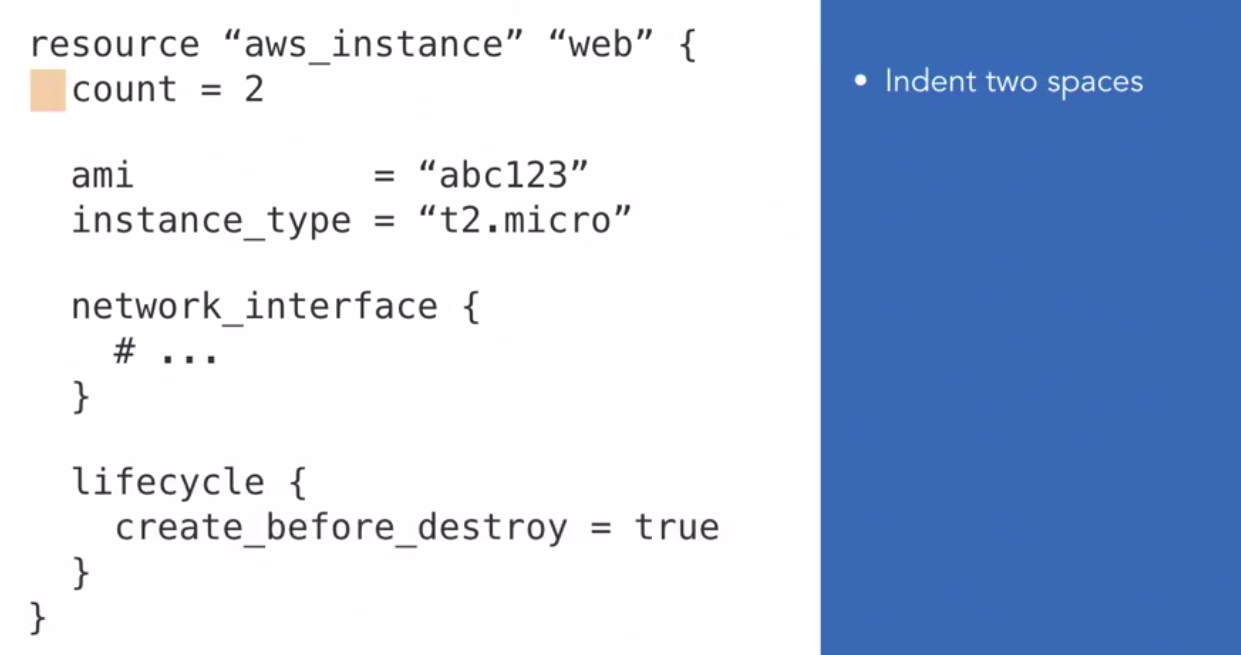 resource “aws_instance” “web” {
  count = 2

  ami           = “abc123”
  instance_type = “t2.micro”

  network_interface {
    # ...
  }

  lifecycle {
    create_before_destroy = true
  }
}
• Indent two spaces